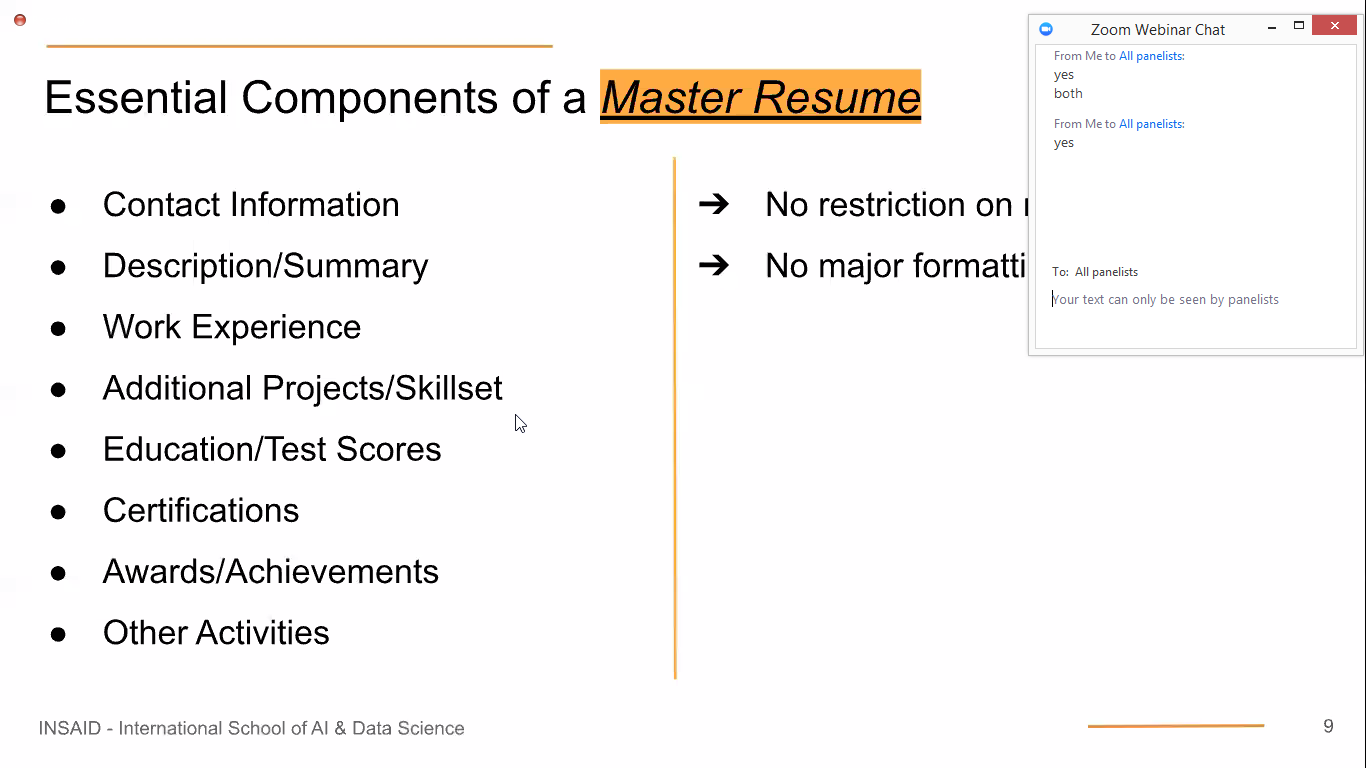 Essential Components of a Master Resume
● Contact Information
● Description/Summary
● Work Experience
● Additional Projects/Skillset
● Education/Test Scores
● Certifications
● Awards/Achievements
● Other Activities
➔ No restriction on
➔ No major
INSAID - International School of AI & Data Science
9
Zoom Webinar Chat
From Me to All panelists:
yes
both
From Me to All panelists:
yes
To: All panelists
Your text can only be seen by panelists